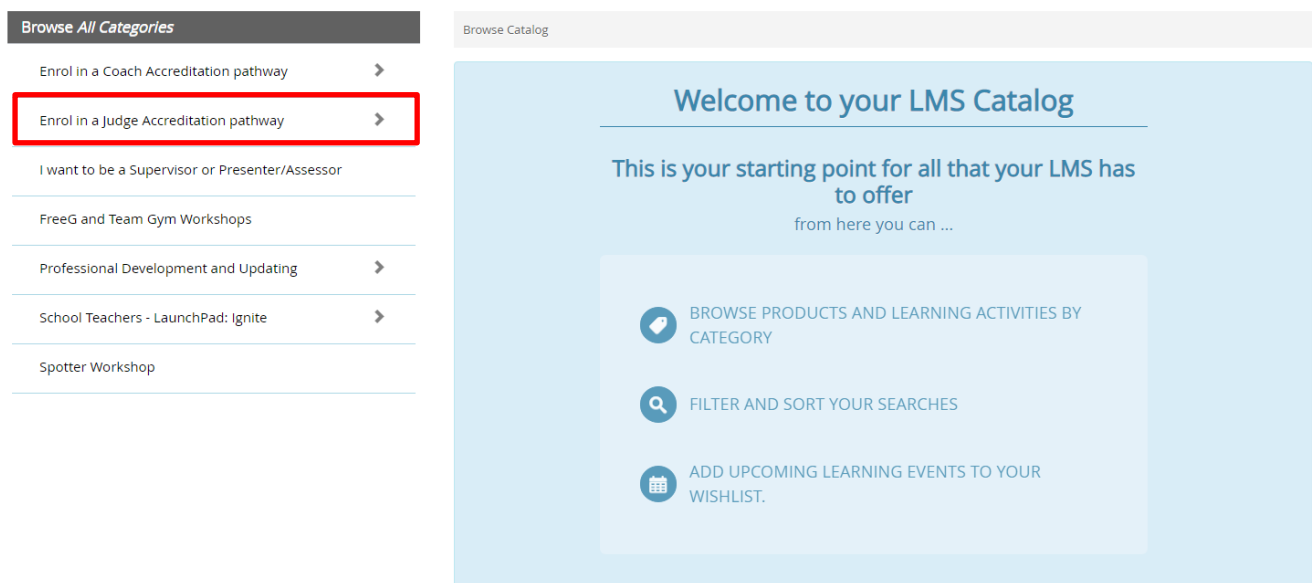 Browse All Categories
Enrol in a Coach Accreditation pathway
Enrol in a Judge Accreditation pathway
I want to be a Supervisor or Presenter/Assessor
FreeG and Team Gym Workshops
Professional Development and Updating
School Teachers - LaunchPad: Ignite
Spotter Workshop
Browse Catalog
Welcome to your LMS Catalog
This is your starting point for all that your LMS has
to offer
from here you can ...
BROWSE PRODUCTS AND LEARNING ACTIVITIES BY
CATEGORY
FILTER AND SORT YOUR SEARCHES
ADD UPCOMING LEARNING EVENTS TO YOUR
WISHLIST.